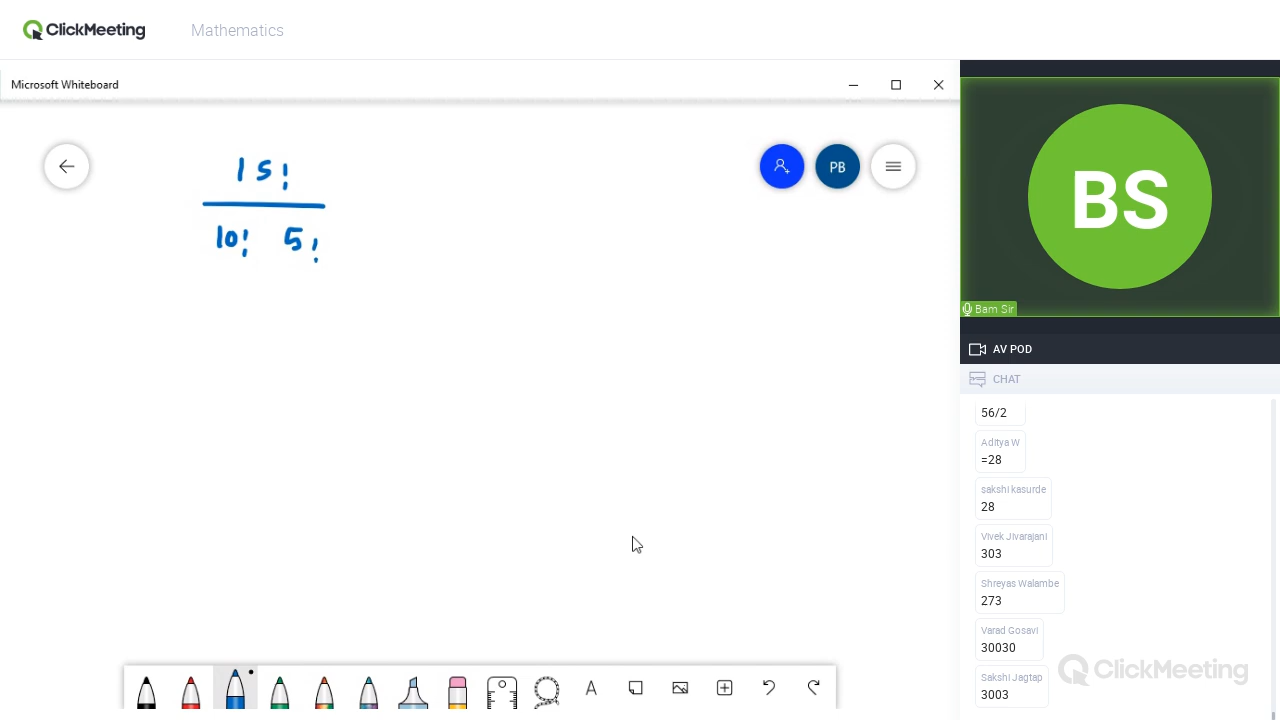 ClickMeeting Mathematics
Microsoft Whiteboard
15!
10! 5!
PB
BS
Bam Sir
AV POD
CHAT
56/2
Aditya W
=28
sakshi kasurde
28
Vivek Jivarajani
303
Shreyas Walambe
273
Varad Gosavi
30030
Sakshi Jagtap
3003
ClickMeeting
A